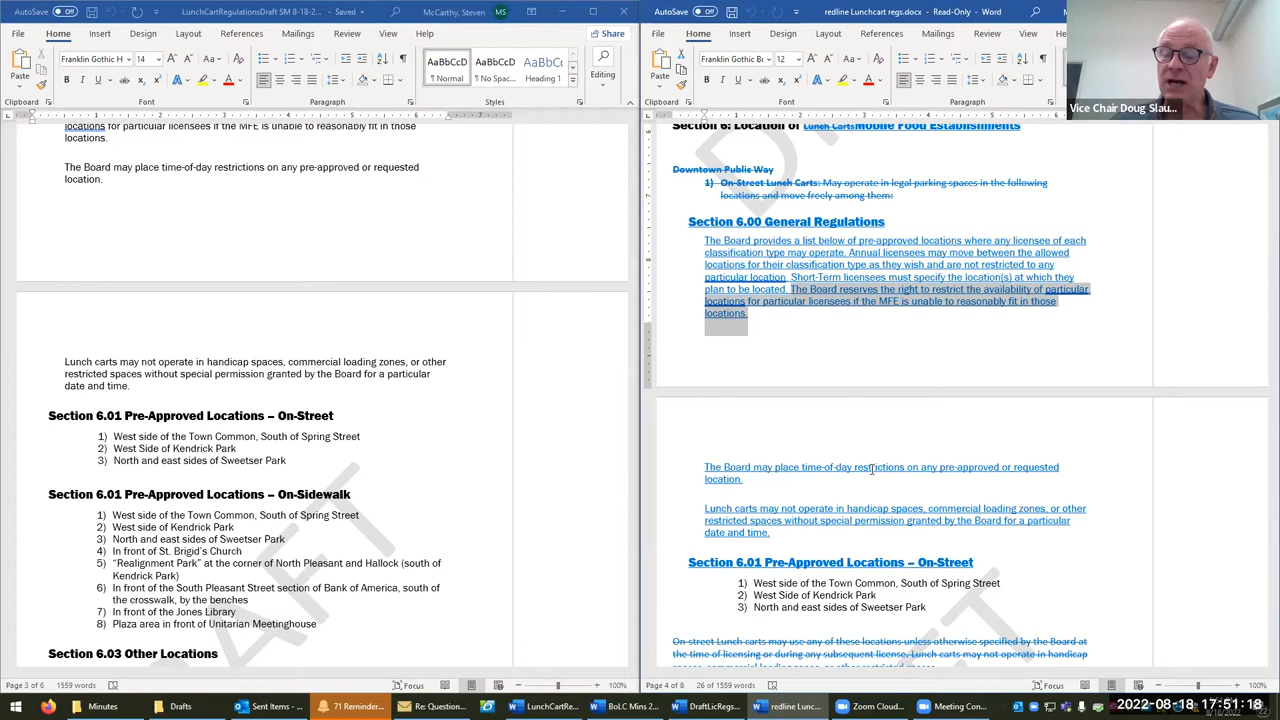 AutoSave Off LunchCartRegulationsDraft SM 8-18-2... McCarthy, Steven MS
File Home Insert Draw Design Layout References Mailings Review View Help Share
Paste
Franklin Gothic H 14
AaBbCcD AaBbCcD AaBbCc
¶ Normal ¶ No Spac... Heading 1
Editing
Clipboard Font Paragraph Styles
locations for particular licensees if the MFE is unable to reasonably fit in those
locations.
The Board may place time-of-day restrictions on any pre-approved or requested
location.
Lunch carts may not operate in handicap spaces, commercial loading zones, or other
restricted spaces without special permission granted by the Board for a particular
date and time.
Section 6.01 Pre-Approved Locations – On-Street
1) West side of the Town Common, South of Spring Street
2) West Side of Kendrick Park
3) North and east sides of Sweetser Park
Section 6.01 Pre-Approved Locations – On-Sidewalk
1) West side of the Town Common, South of Spring Street
2) West side of Kendrick Park
3) North and east sides of Sweetser Park
4) In front of St. Brigid's Church
5) “Realignment Park” at the corner of North Pleasant and Hallock (south of
Kendrick Park)
6) In front of the South Pleasant Street section of Bank of America, south of
the crosswalk, by the benches
7) In front of the Jones Library
8) Plaza area in front of Unitarian Meetinghouse
Section 6.03 Other Locations
Page 3 of 6 1559 words Focus 100%
AutoSave Off redline Lunchcart regs.docx - Read-Only - Word
File Home Insert Draw Design Layout References Mailings Review
Paste
Franklin Gothic B 12
Clipboard Font Paragraph
Vice Chair Doug Slau...
Section 6: Location of Lunch CartsMobile Food Establishments
Downtown Public Way
1) On-Street Lunch Carts: May operate in legal parking spaces in the following
locations and move freely among them:
Section 6.00 General Regulations
The Board provides a list below of pre-approved locations where any licensee of each
classification type may operate. Annual licensees may move between the allowed
locations for their classification type as they wish and are not restricted to any
particular location. Short-Term licensees must specify the location(s) at which they
plan to be located. The Board reserves the right to restrict the availability of particular
locations for particular licensees if the MFE is unable to reasonably fit in those
locations.
The Board may place time-of-day restrictions on any pre-approved or requested
location.
Lunch carts may not operate in handicap spaces, commercial loading zones, or other
restricted spaces without special permission granted by the Board for a particular
date and time.
Section 6.01 Pre-Approved Locations – On-Street
1) West side of the Town Common, South of Spring Street
2) West Side of Kendrick Park
3) North and east sides of Sweetser Park
On-street Lunch carts may use any of these locations unless otherwise specified by the Board at
the time of licensing or during any subsequent license. Lunch carts may not operate in handicap
Page 4 of 8 26 of 1559 words Focus 100%
Minutes Drafts Sent Items - ... 71 Reminder... Re: Question... LunchCartRe... BoLC Mins 2... DraftLicRegs... redline Lunc... Zoom Cloud... Meeting Con...
2022-08-18 17:51:18